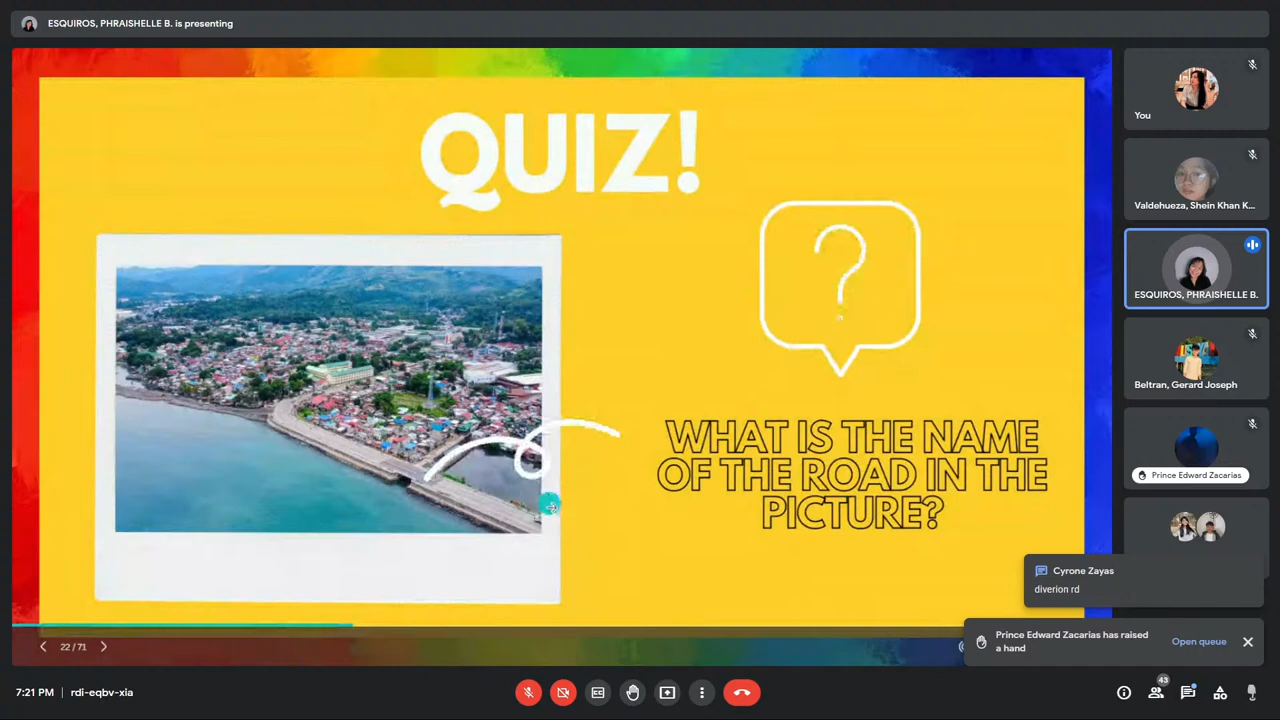 ESQUIROS, PHRAISHELLE B. is presenting
QUIZ!
?
WHAT IS THE NAME
OF THE ROAD IN THE
PICTURE?
You
Valdehueza, Shein Khan K...
ESQUIROS, PHRAISHELLE B.
Beltran, Gerard Joseph
Prince Edward Zacarias
Cyrone Zayas
diverion rd
Prince Edward Zacarias has raised
a hand
Open queue
22 / 71
7:21 PM | rdi-eqbv-xia
43